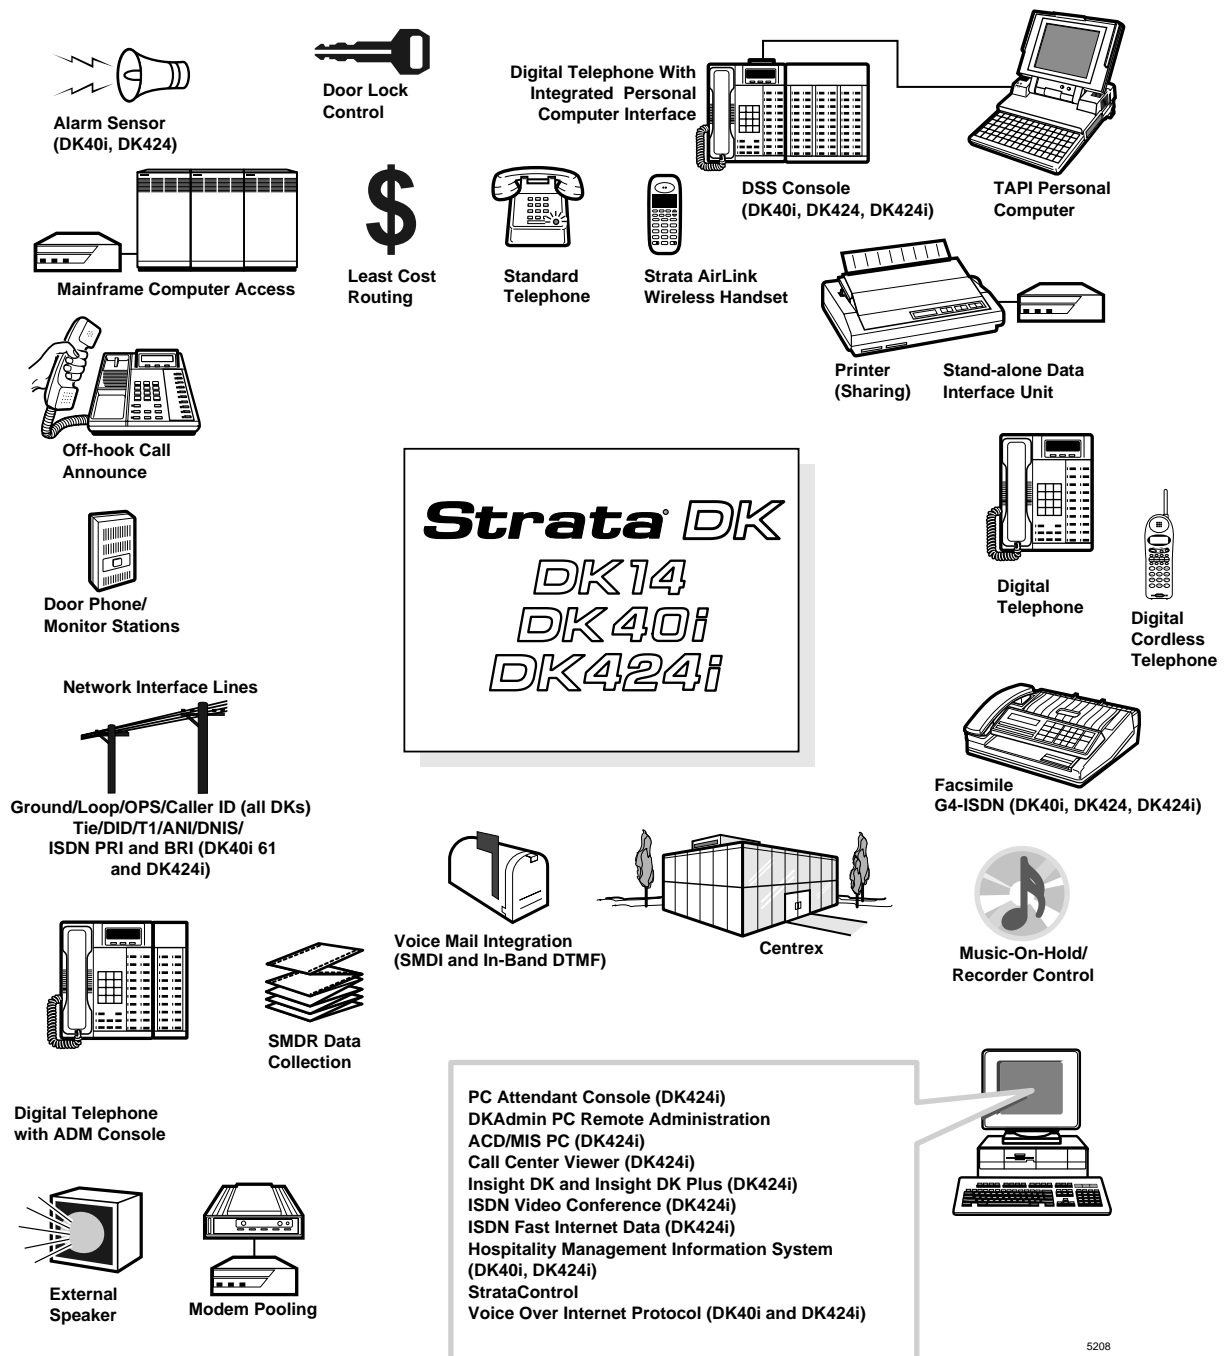 Alarm Sensor
(DK40i, DK424)
Door Lock
Control
Digital Telephone With
Integrated Personal
Computer Interface
DSS Console
(DK40i, DK424, DK424i)
TAPI Personal
Computer
Mainframe Computer Access
Least Cost
Routing
Standard
Telephone
Strata AirLink
Wireless Handset
Printer
(Sharing)
Stand-alone Data
Interface Unit
Off-hook Call
Announce
Strata® DK
DK14
DK40i
DK424i
Digital
Telephone
Digital
Cordless
Telephone
Door Phone/
Monitor Stations
Network Interface Lines
Ground/Loop/OPS/Caller ID (all DKs)
Tie/DID/T1/ANI/DNIS/
ISDN PRI and BRI (DK40i 61
and DK424i)
Facsimile
G4-ISDN (DK40i, DK424, DK424i)
Voice Mail Integration
(SMDI and In-Band DTMF)
Centrex
Music-On-Hold/
Recorder Control
SMDR Data
Collection
Digital Telephone
with ADM Console
PC Attendant Console (DK424i)
DKAdmin PC Remote Administration
ACD/MIS PC (DK424i)
Call Center Viewer (DK424i)
Insight DK and Insight DK Plus (DK424i)
ISDN Video Conference (DK424i)
ISDN Fast Internet Data (DK424i)
Hospitality Management Information System
(DK40i, DK424i)
StrataControl
Voice Over Internet Protocol (DK40i and DK424i)
External
Speaker
Modem Pooling
5208